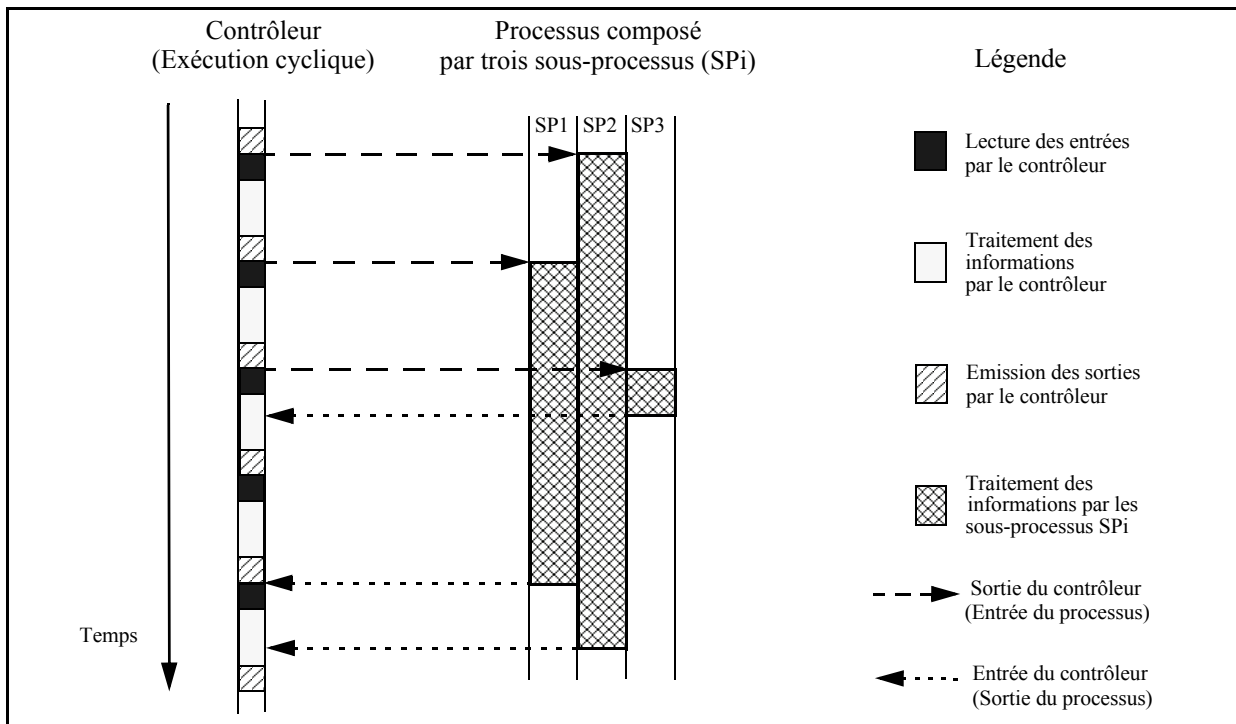 Contrôleur
(Exécution cyclique)
Processus composé
par trois sous-processus (SPi)
Légende
SP1
SP2
SP3
Lecture des entrées
par le contrôleur
Traitement des
informations
par le contrôleur
Emission des sorties
par le contrôleur
Traitement des
informations par les
sous-processus SPi
Sortie du contrôleur
(Entrée du processus)
Temps
Entrée du contrôleur
(Sortie du processus)